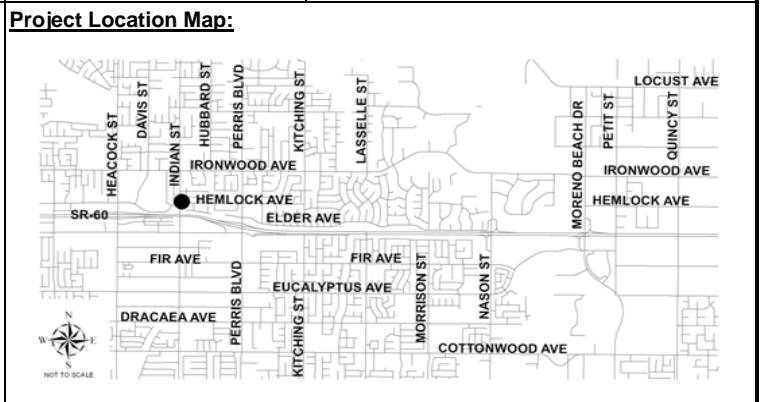 Project Location Map:
LOCUST AVE
HEACOCK ST
DAVIS ST
INDIAN ST
HUBBARD ST
PERRIS BLVD
KITCHING ST
LASSELLE ST
MORENO BEACH DR
PETIT ST
QUINCY ST
IRONWOOD AVE
IRONWOOD AVE
HEMLOCK AVE
HEMLOCK AVE
SR-60
ELDER AVE
FIR AVE
FIR AVE
EUCALYPTUS AVE
PERRIS BLVD
KITCHING ST
MORRISON ST
NASON ST
DRACAEA AVE
COTTONWOOD AVE
N
W
E
S
NOT TO SCALE